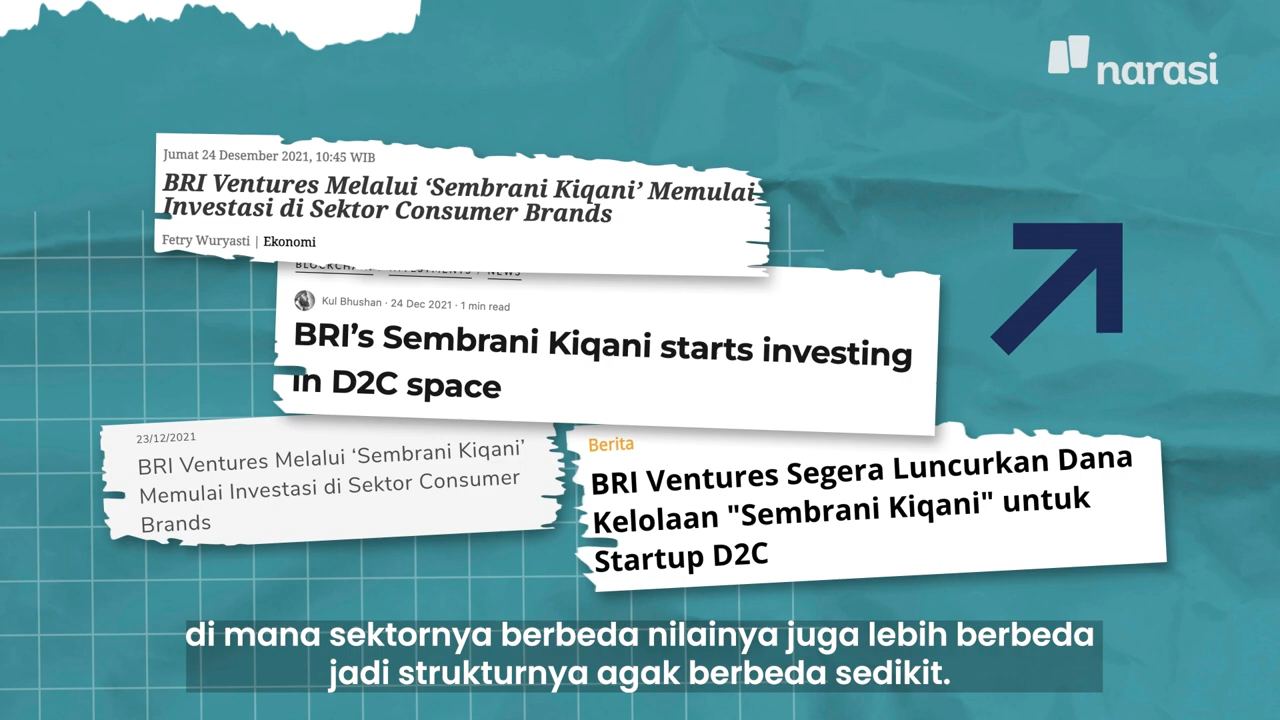 narasi
Jumat 24 Desember 2021, 10:45 WIB
BRI Ventures Melalui ‘Sembrani Kiqani’ Memulai
Investasi di Sektor Consumer Brands
Fetry Wuryasti | Ekonomi
NEWS
Kul Bhushan · 24 Dec 2021 · 1 min read
BRI’s Sembrani Kiqani starts investing
in D2C space
23/12/2021
BRI Ventures Melalui ‘Sembrani Kiqani’
Memulai Investasi di Sektor Consumer
Brands
Berita
BRI Ventures Segera Luncurkan Dana
Kelolaan "Sembrani Kiqani" untuk
Startup D2C
di mana sektornya berbeda nilainya juga lebih berbeda
jadi strukturnya agak berbeda sedikit.